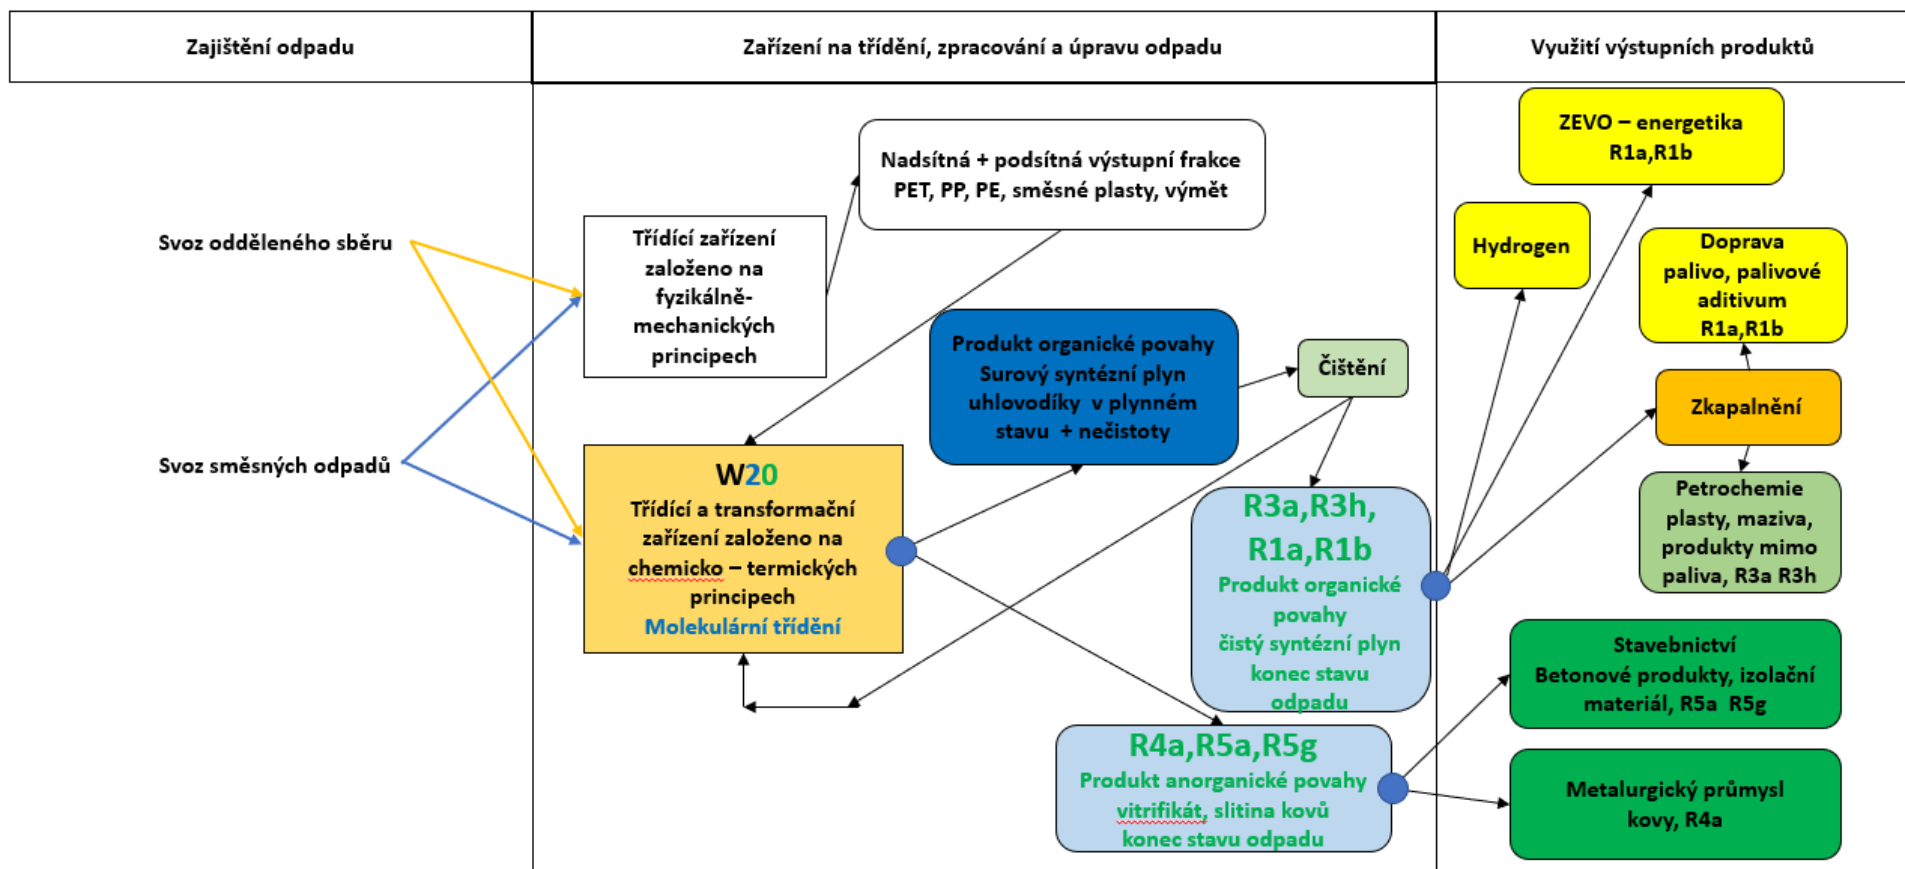 Zajištění odpadu
Zařízení na třídění, zpracování a úpravu odpadu
Využití výstupních produktů
Svoz odděleného sběru
Svoz směsných odpadů
Třídící zařízení
založeno na
fyzikálně-
mechanických
principech
Nadsítná + podsítná výstupní frakce
PET, PP, PE, směsné plasty, výmět
W20
Třídící a transformační
zařízení založeno na
chemicko – termických
principech
Molekulární třídění
Produkt organické povahy
Surový syntézní plyn
uhlovodíky v plynném
stavu + nečistoty
Čištění
R3a,R3h,
R1a,R1b
Produkt organické
povahy
čistý syntézní plyn
konec stavu
odpadu
R4a,R5a,R5g
Produkt anorganické povahy
vitrifikát, slitina kovů
konec stavu odpadu
ZEVO – energetika
R1a,R1b
Hydrogen
Doprava
palivo, palivové
aditivum
R1a,R1b
Zkapalnění
Petrochemie
plasty, maziva,
produkty mimo
paliva, R3a R3h
Stavebnictví
Betonové produkty, izolační
materiál, R5a R5g
Metalurgický průmysl
kovy, R4a